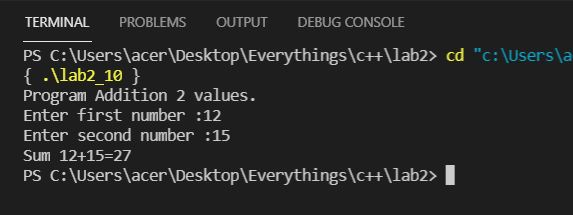 TERMINAL PROBLEMS OUTPUT DEBUG CONSOLE
PS C:\Users\acer\Desktop\Everythings\c++\lab2> cd "c:\Users\a
{ .\lab2_10 }
Program Addition 2 values.
Enter first number :12
Enter second number :15
Sum 12+15=27
PS C:\Users\acer\Desktop\Everythings\c++\lab2>